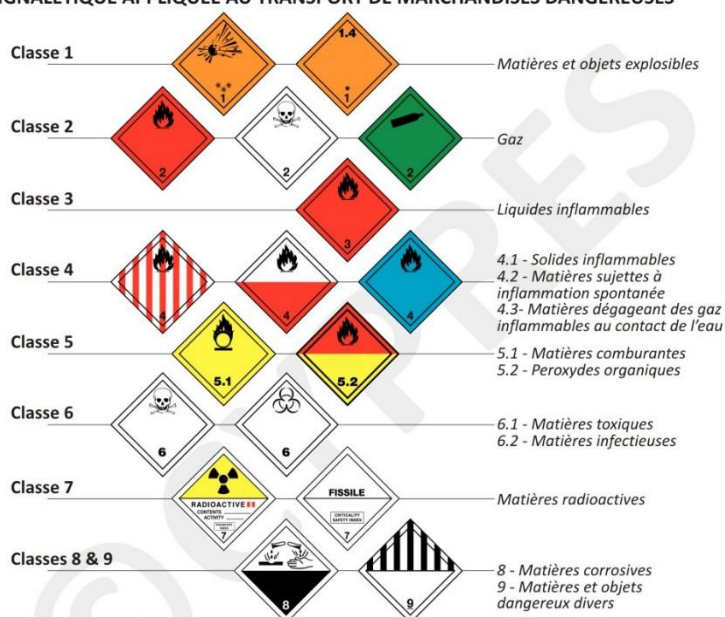 SIGNALÉTIQUE APPLIQUÉE AU TRANSPORT DE MARCHANDISES DANGEREUSES
Classe 1
1.4
***
1
*
1
Matières et objets explosibles
Classe 2
2
2
2
Gaz
Classe 3
3
Liquides inflammables
Classe 4
4
4
4
4.1 - Solides inflammables
4.2 - Matières sujettes à
inflammation spontanée
4.3- Matières dégageant des gaz
inflammables au contact de l'eau
Classe 5
5.1
5.2
5.1 - Matières comburantes
5.2 - Peroxydes organiques
Classe 6
6
6
6.1 - Matières toxiques
6.2 - Matières infectieuses
Classe 7
RADIOACTIVE II
CONTENTS
ACTIVITY
TRANSPORT
INDEX
7
FISSILE
CRITICALITY
SAFETY INDEX
7
Matières radioactives
Classes 8 & 9
8
9
8 - Matières corrosives
9 - Matières et objets
dangereux divers
©CYPRES